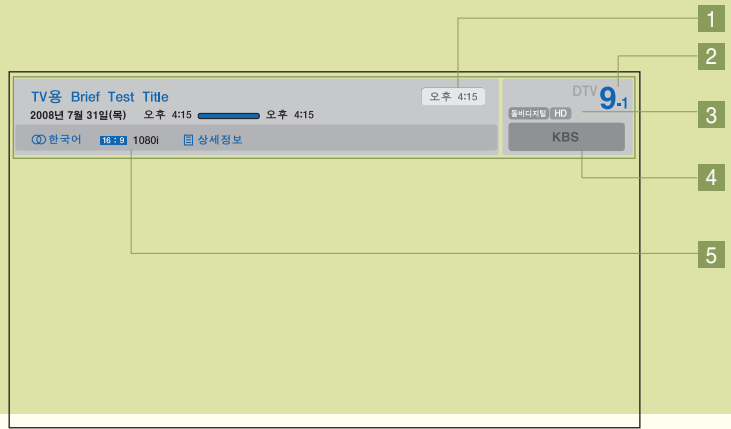 1
2
3
4
5
TV용 Brief Test Title
오후 4:15
2008년 7월 31일(목) 오후 4:15 오후 4:15
한국어 16:9 1080i 상세정보
DTV 9-1
돌비디지털 HD
KBS